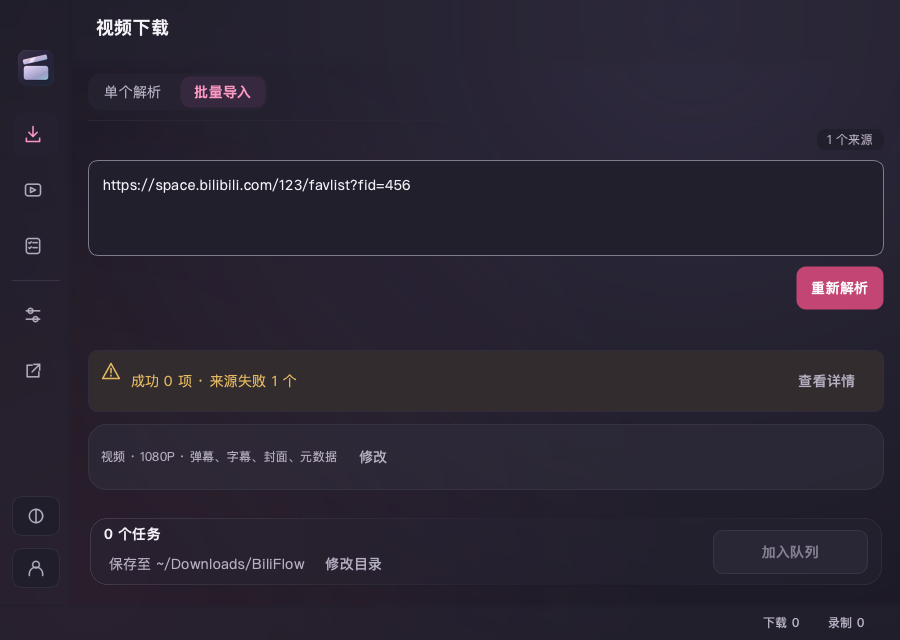 视频下载
单个解析
批量导入
1 个来源
https://space.bilibili.com/123/favlist?fid=456
重新解析
成功 0 项 · 来源失败 1 个
查看详情
视频 · 1080P · 弹幕、字幕、封面、元数据
修改
0 个任务
保存至 ~/Downloads/BiliFlow
修改目录
加入队列
下载 0
录制 0